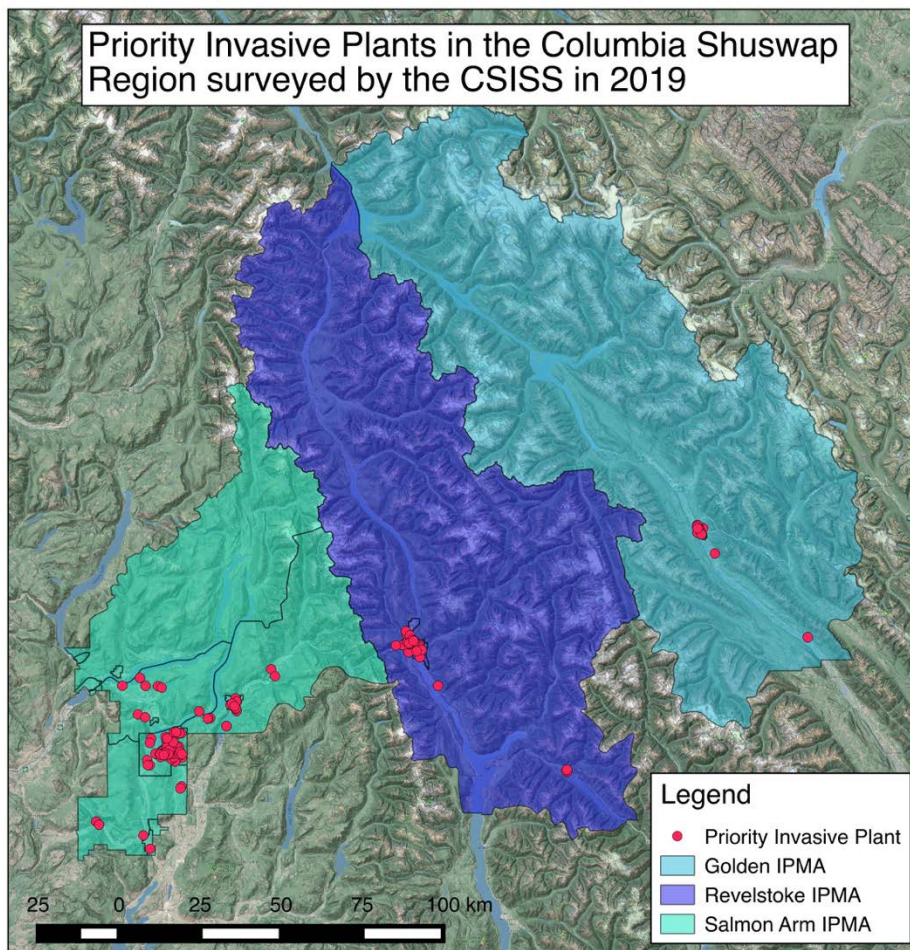 Priority Invasive Plants in the Columbia Shuswap
Region surveyed by the CSISS in 2019
Legend
Priority Invasive Plant
Golden IPMA
Revelstoke IPMA
Salmon Arm IPMA
25 0 25 50 75 100 km